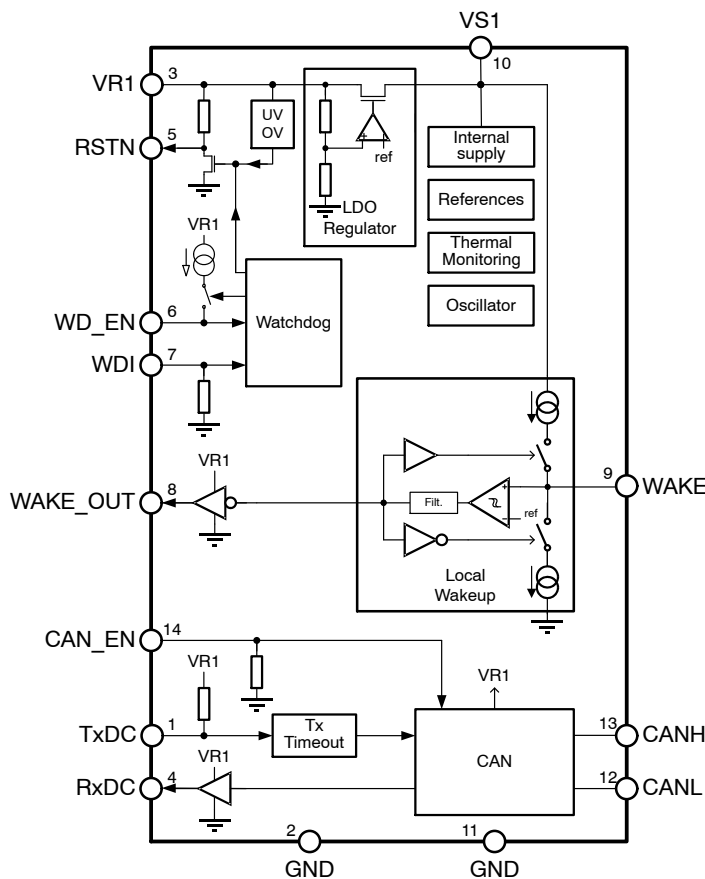 VS1
10
VR1
3
UV
OV
5
RSTN
ref
LDO
Regulator
Internal
supply
References
Thermal
Monitoring
Oscillator
VR1
Watchdog
6
WD_EN
7
WDI
VR1
8
WAKE_OUT
Filt.
+
−
ref
9
WAKE
Local
Wakeup
14
CAN_EN
VR1
VR1
1
TxDC
Tx
Timeout
CAN
13
CANH
VR1
4
RxDC
12
CANL
2
GND
11
GND